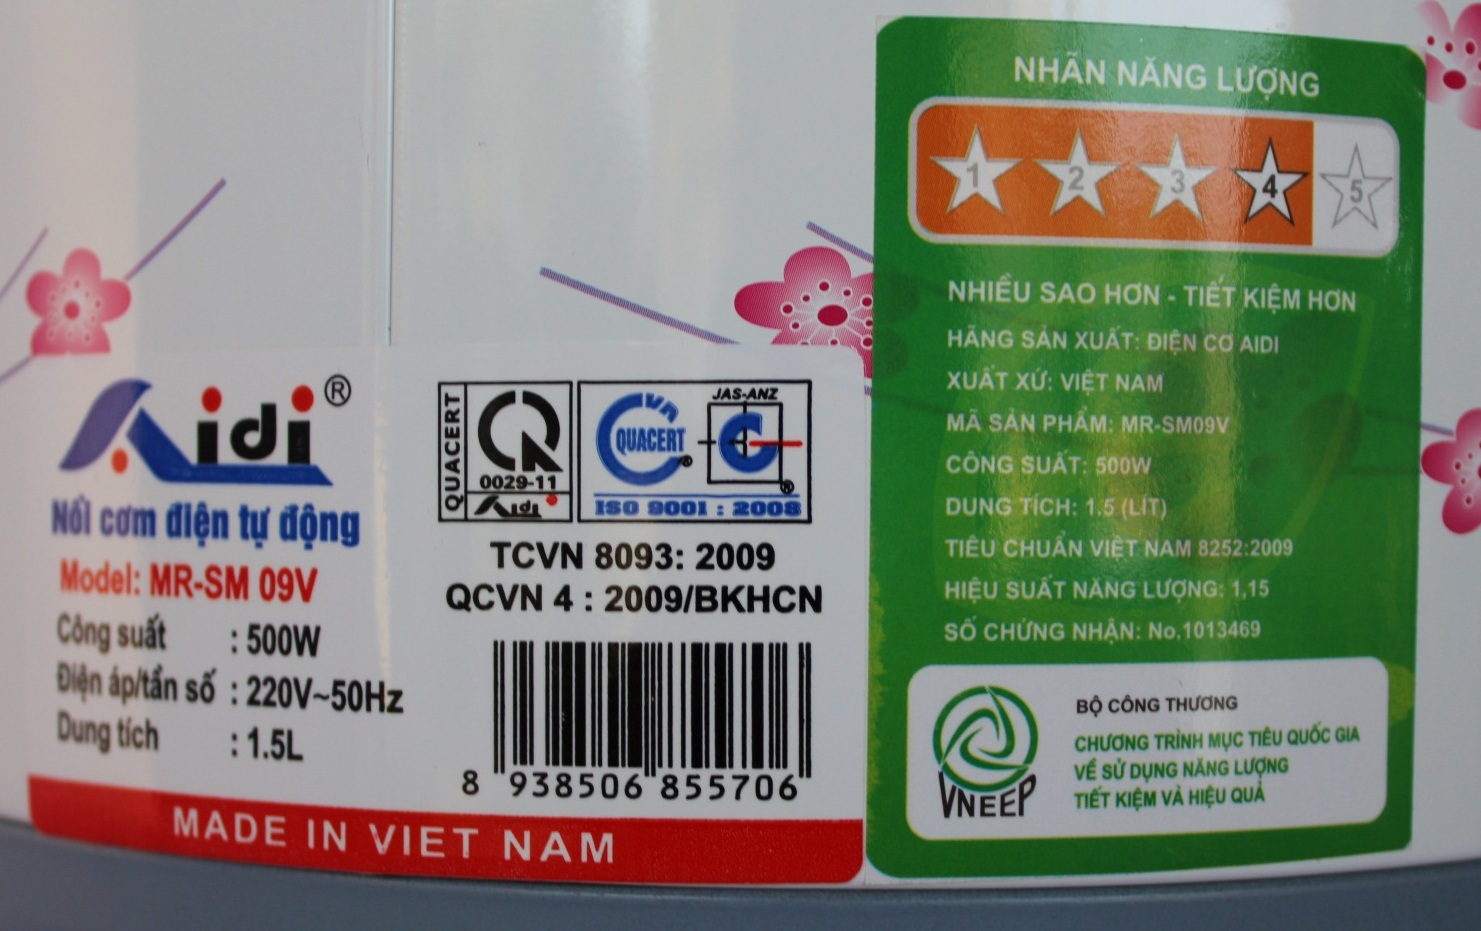 Aidi ®
Nồi cơm điện tự động
Model: MR-SM 09V
Công suất : 500W
Điện áp/tần số : 220V~50Hz
Dung tích : 1.5L
MADE IN VIET NAM
QUACERT
0029-11
Aidi
QUACERT ®
JAS-ANZ
C ®
ISO 9001 : 2008
TCVN 8093: 2009
QCVN 4 : 2009/BKHCN
8 938506 855706
NHÃN NĂNG LƯỢNG
1 2 3 4 5
NHIỀU SAO HƠN - TIẾT KIỆM HƠN
HÃNG SẢN XUẤT: ĐIỆN CƠ AIDI
XUẤT XỨ: VIỆT NAM
MÃ SẢN PHẨM: MR-SM09V
CÔNG SUẤT: 500W
DUNG TÍCH: 1.5 (LÍT)
TIÊU CHUẨN VIỆT NAM 8252:2009
HIỆU SUẤT NĂNG LƯỢNG: 1,15
SỐ CHỨNG NHẬN: No.1013469
VNEEP
BỘ CÔNG THƯƠNG
CHƯƠNG TRÌNH MỤC TIÊU QUỐC GIA
VỀ SỬ DỤNG NĂNG LƯỢNG
TIẾT KIỆM VÀ HIỆU QUẢ